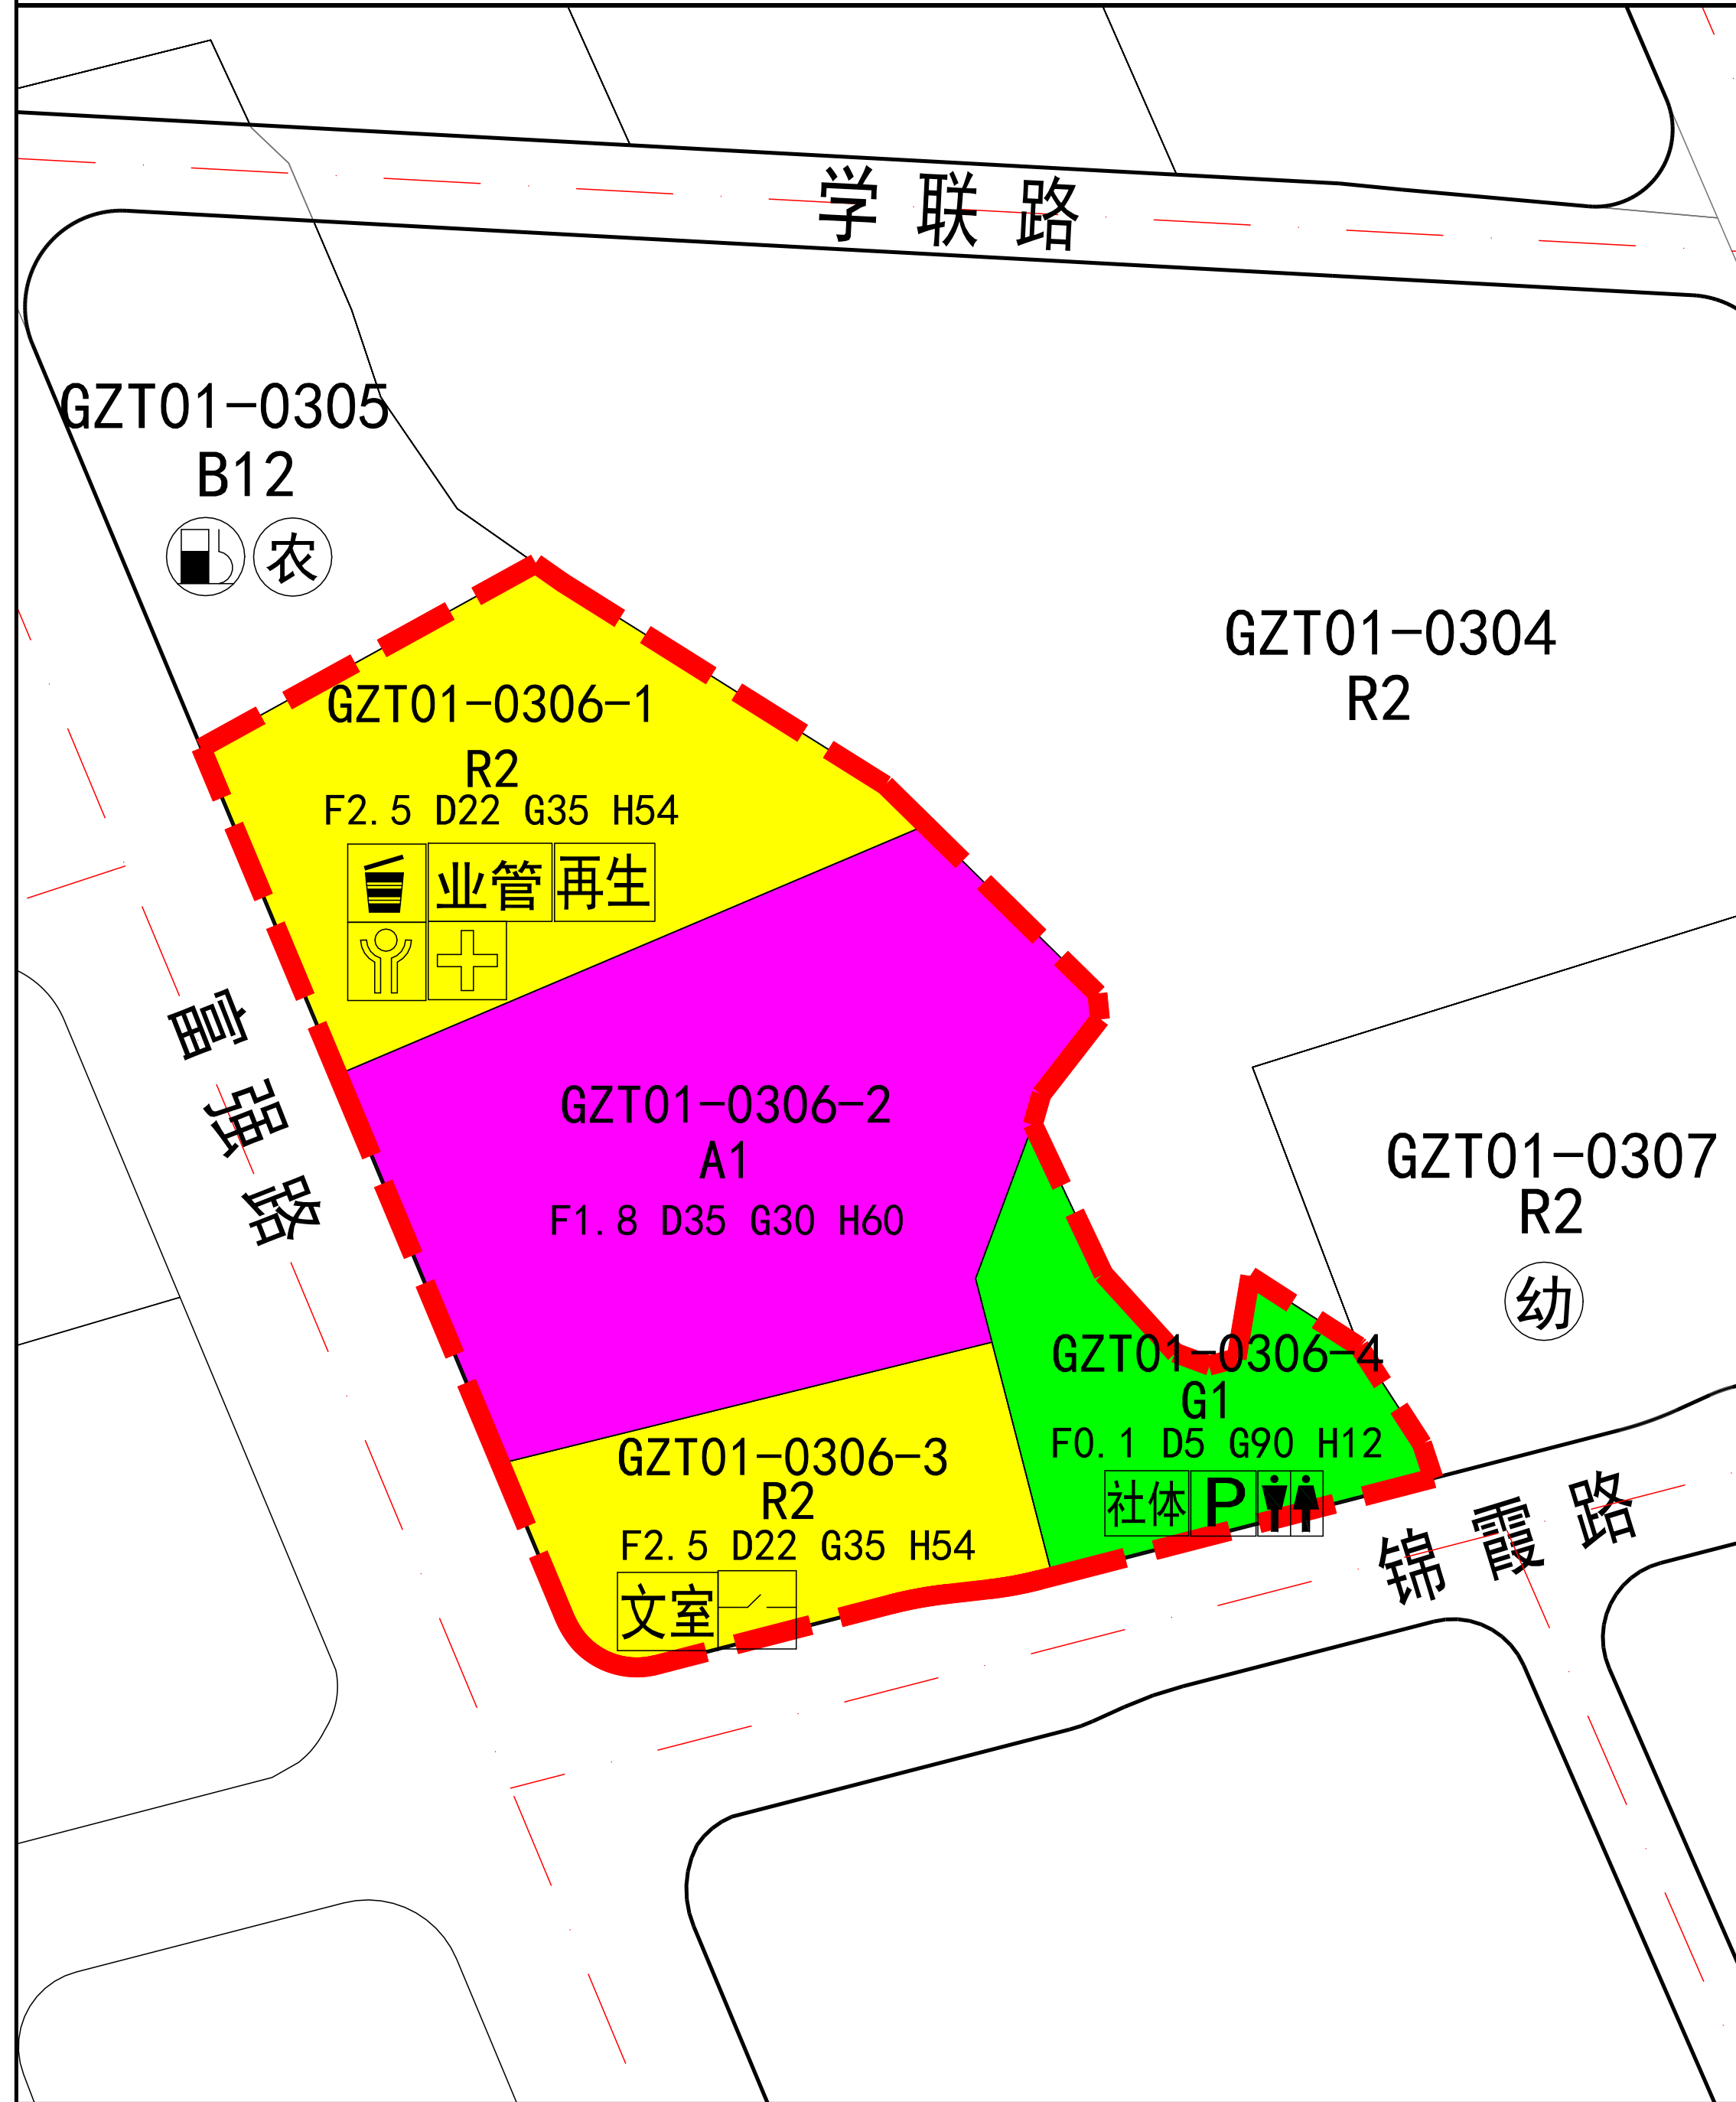 学联路
GZT01-0305
B12
农
GZT01-0304
R2
GZT01-0306-1
R2
F2.5 D22 G35 H54
业管 再生
富强路
GZT01-0306-2
A1
F1.8 D35 G30 H60
GZT01-0307
R2
幼
GZT01-0306-4
G1
F0.1 D5 G90 H12
社体 P
GZT01-0306-3
R2
F2.5 D22 G35 H54
文室
锦霞路